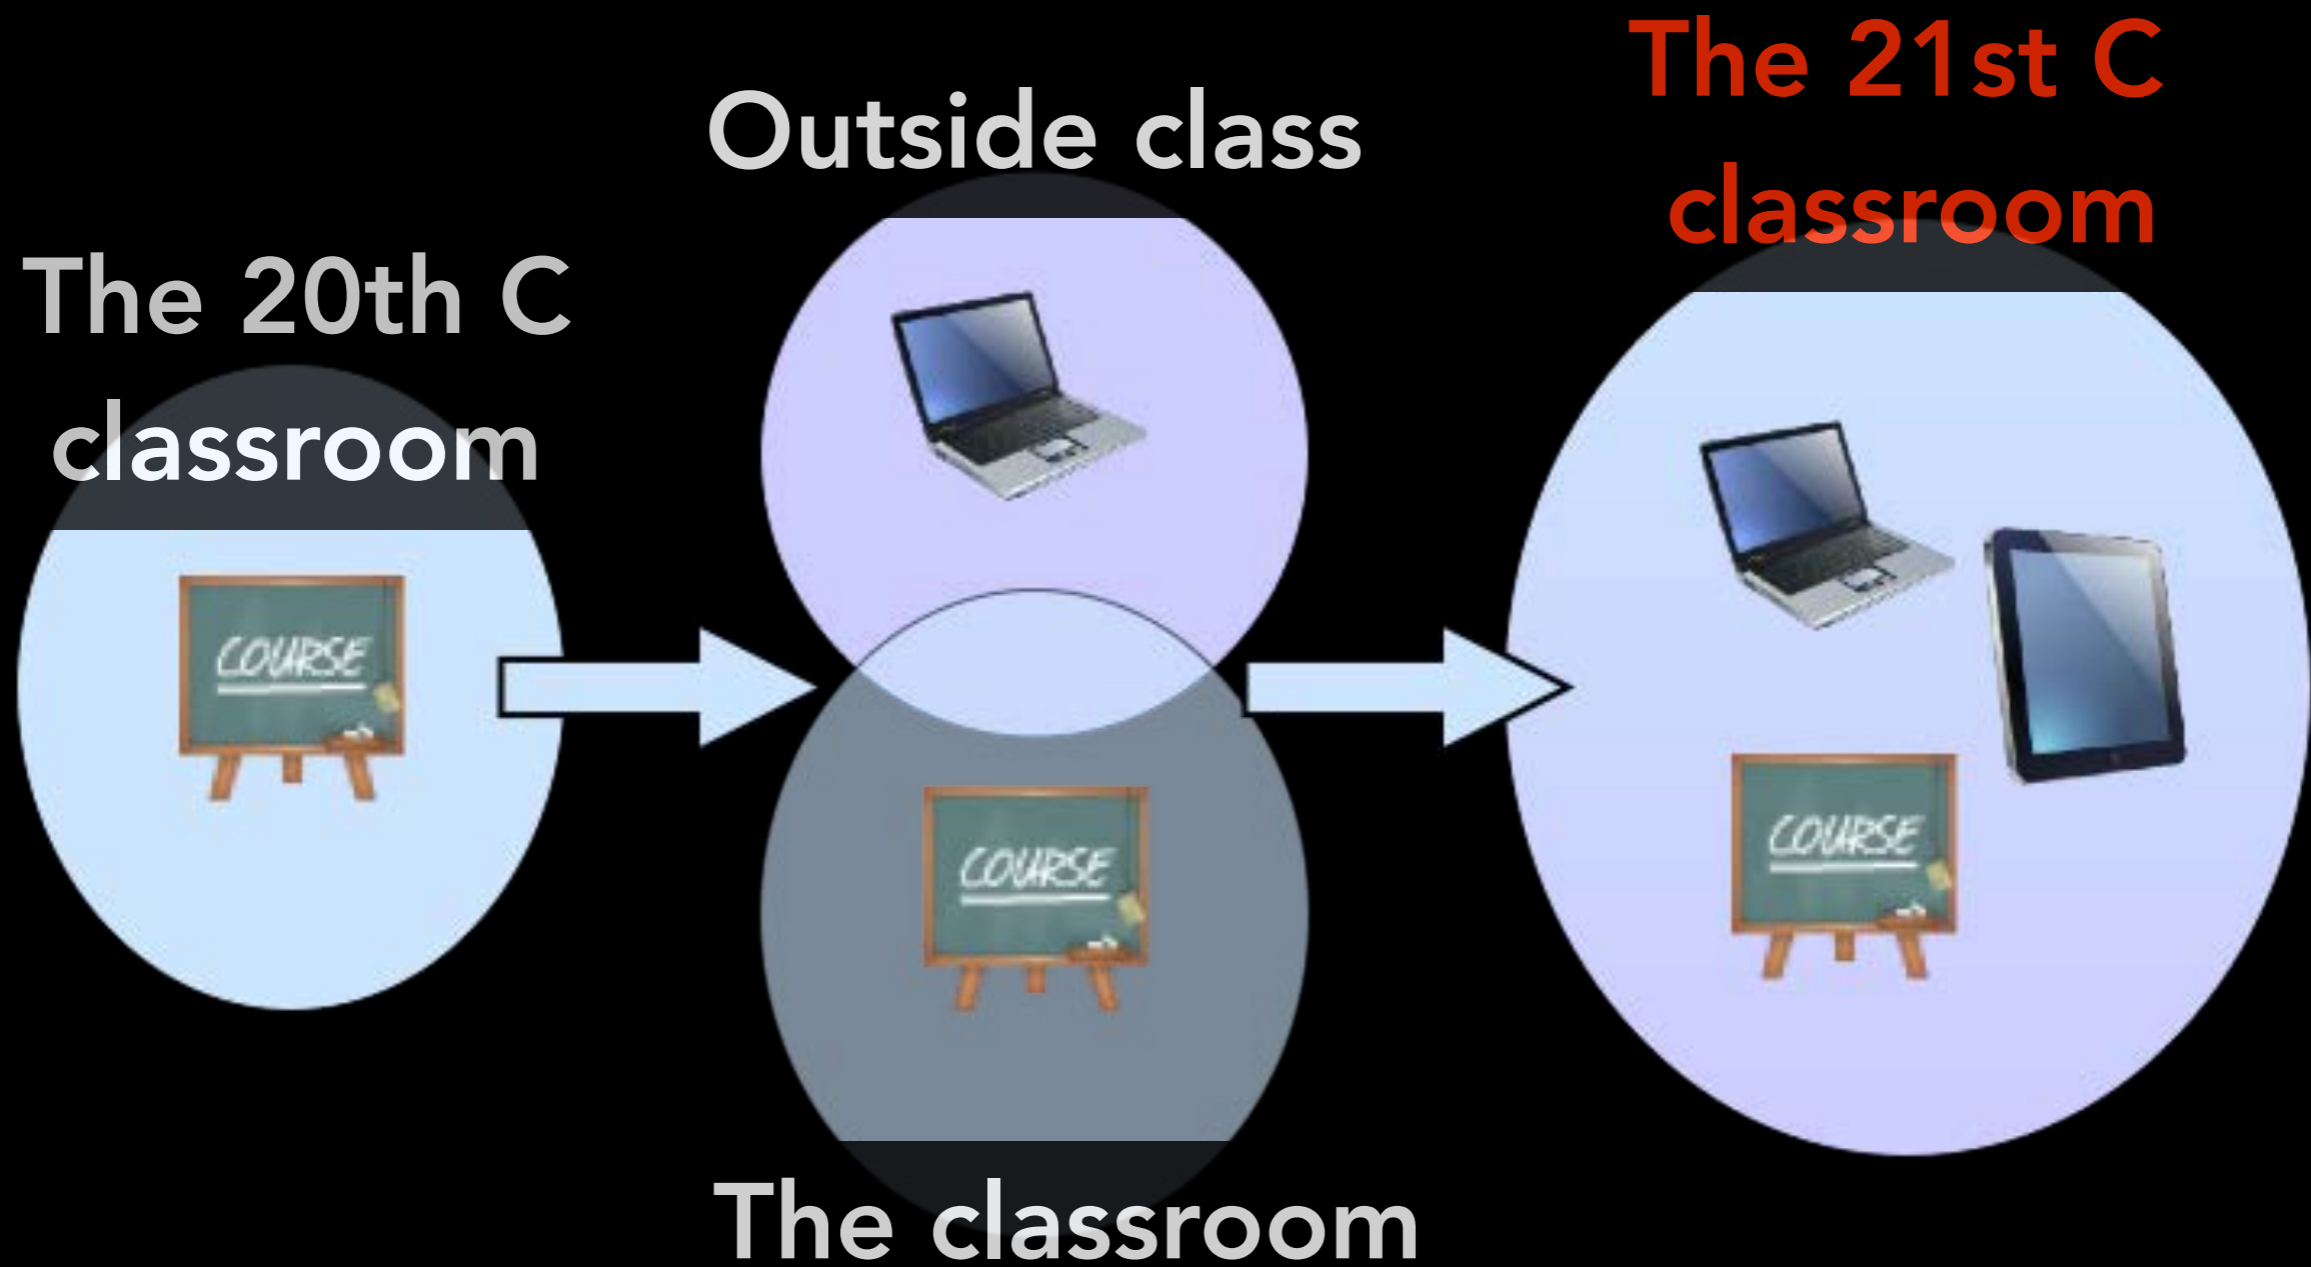 The 20th C
classroom
COURSE
Outside class
COURSE
The classroom
The 21st C
classroom
COURSE